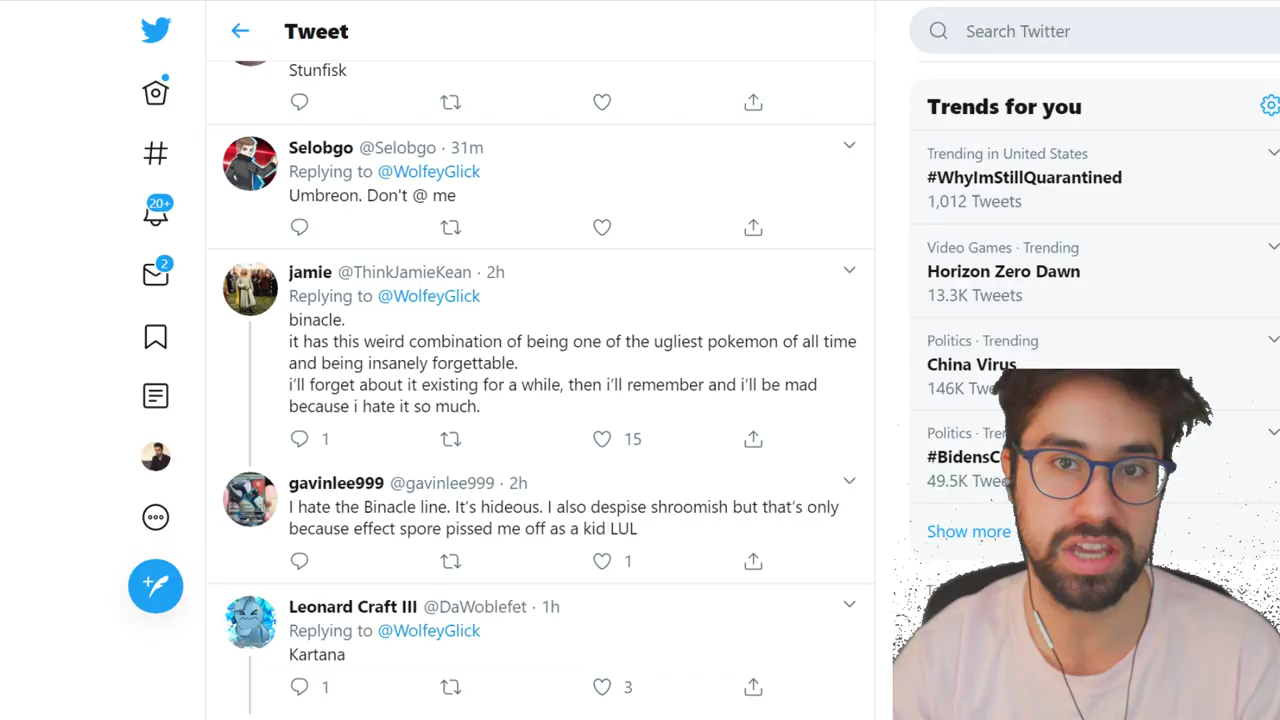 Tweet
Search Twitter
Stunfisk
Selobgo @Selobgo · 31m
Replying to @WolfeyGlick
Umbreon. Don't @ me
20+
2
jamie @ThinkJamieKean · 2h
Replying to @WolfeyGlick
binacle.
it has this weird combination of being one of the ugliest pokemon of all time
and being insanely forgettable.
i'll forget about it existing for a while, then i'll remember and i'll be mad
because i hate it so much.
1 15
gavinlee999 @gavinlee999 · 2h
I hate the Binacle line. It's hideous. I also despise shroomish but that's only
because effect spore pissed me off as a kid LUL
1
Leonard Craft III @DaWoblefet · 1h
Replying to @WolfeyGlick
Kartana
1 3
Trends for you
Trending in United States
#WhyImStillQuarantined
1,012 Tweets
Video Games · Trending
Horizon Zero Dawn
13.3K Tweets
Politics · Trending
China Virus
146K Twe
Politics · Tre
#BidensC
49.5K Twe
Show more